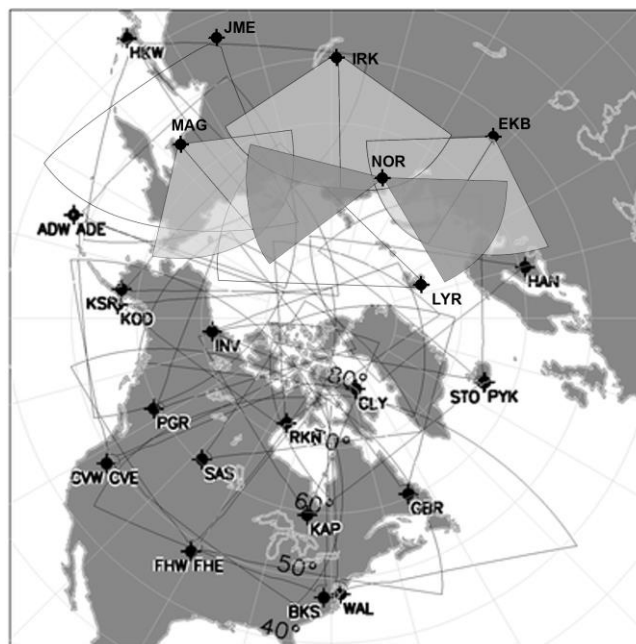 JME
HKW
IRK
MAG
EKB
NOR
ADW ADE
HAN
LYR
KSR
KOD
INV
80°
CLY
STO PYK
PGR
RKN
70°
CVW CVE
SAS
GBR
60°
KAP
FHW FHE
50°
BKS
WAL
40°